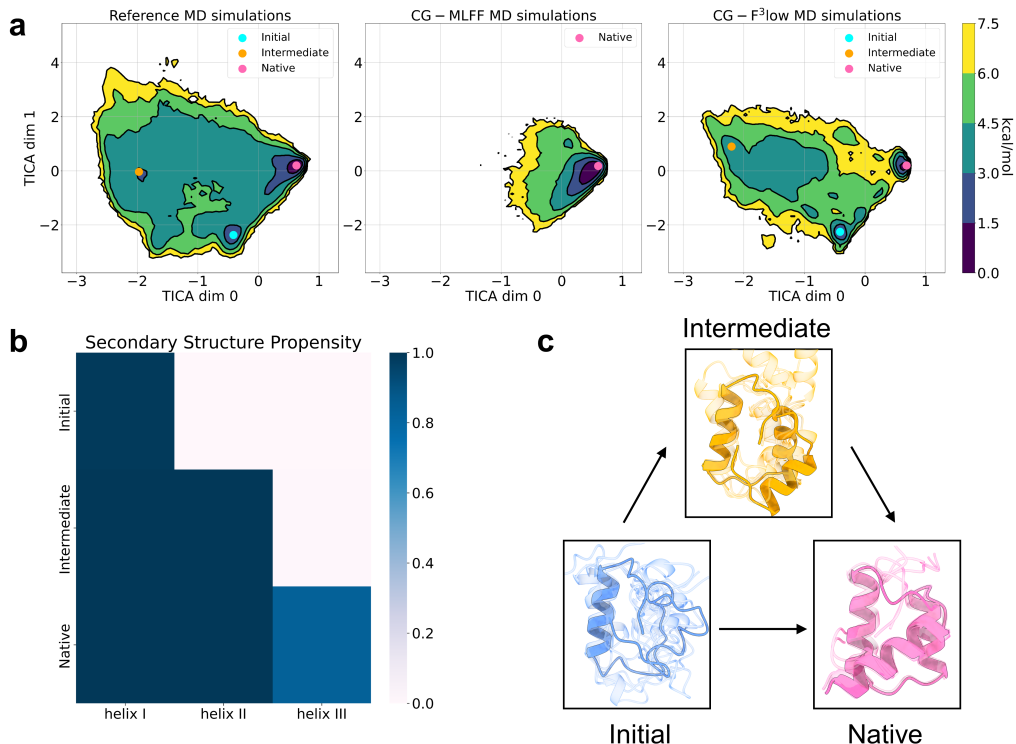 a
Reference MD simulations
CG − MLFF MD simulations
CG − F³low MD simulations
Initial
Intermediate
Native
Native
Initial
Intermediate
Native
TICA dim 1
4
2
0
−2
4
2
0
−2
4
2
0
−2
−3 −2 −1 0 1
−3 −2 −1 0 1
−3 −2 −1 0 1
TICA dim 0
TICA dim 0
TICA dim 0
7.5
6.0
4.5
3.0
1.5
0.0
kcal/mol
b
Secondary Structure Propensity
Initial
Intermediate
Native
helix I
helix II
helix III
1.0
0.8
0.6
0.4
0.2
0.0
c
Intermediate
Initial
Native